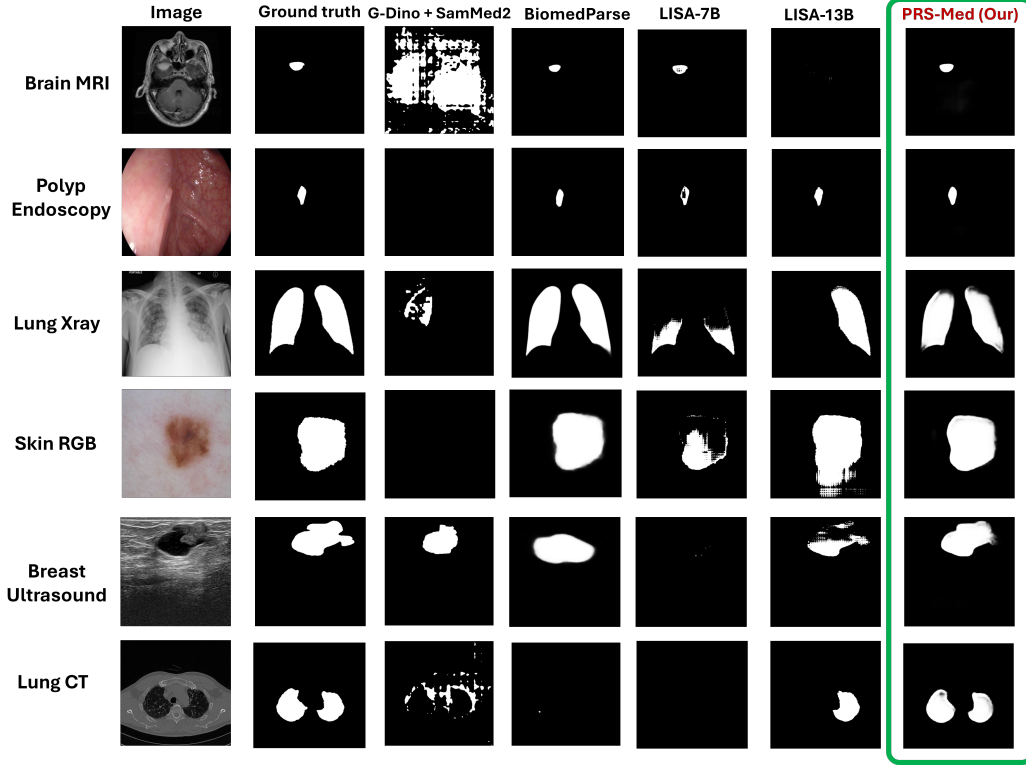 Image
Ground truth
G-Dino + SamMed2
BiomedParse
LISA-7B
LISA-13B
PRS-Med (Our)
Brain MRI
Polyp
Endoscopy
Lung Xray
Skin RGB
Breast
Ultrasound
Lung CT